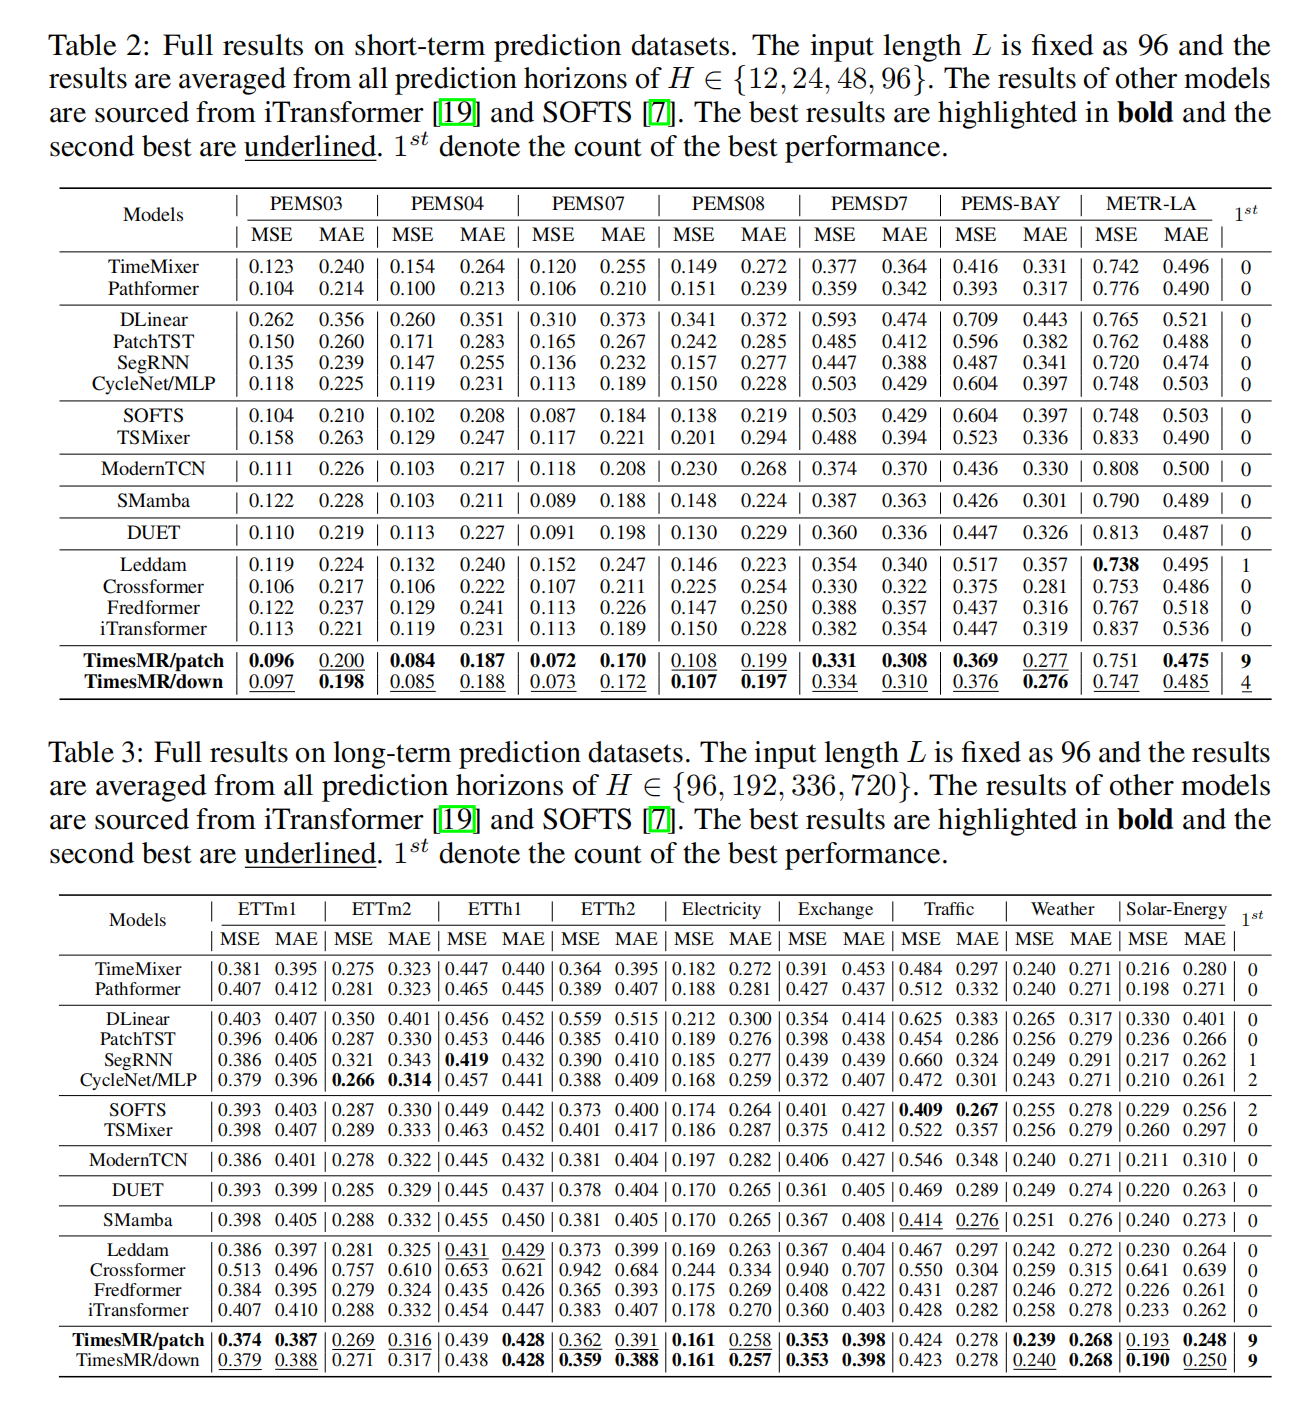 Table 2: Full results on short-term prediction datasets. The input length L is fixed as 96 and the
results are averaged from all prediction horizons of H ∈ {12, 24, 48, 96}. The results of other models
are sourced from iTransformer [19] and SOFTS [7]. The best results are highlighted in bold and the
second best are underlined. 1st denote the count of the best performance.
Models | PEMS03 | PEMS04 | PEMS07 | PEMS08 | PEMSD7 | PEMS-BAY | METR-LA | 1st
| MSE MAE | MSE MAE | MSE MAE | MSE MAE | MSE MAE | MSE MAE | MSE MAE |
TimeMixer 0.123 0.240 | 0.154 0.264 | 0.120 0.255 | 0.149 0.272 | 0.377 0.364 | 0.416 0.331 | 0.742 0.496 | 0
Pathformer 0.104 0.214 | 0.100 0.213 | 0.106 0.210 | 0.151 0.239 | 0.359 0.342 | 0.393 0.317 | 0.776 0.490 | 0
DLinear 0.262 0.356 | 0.260 0.351 | 0.310 0.373 | 0.341 0.372 | 0.593 0.474 | 0.709 0.443 | 0.765 0.521 | 0
PatchTST 0.150 0.260 | 0.171 0.283 | 0.165 0.267 | 0.242 0.285 | 0.485 0.412 | 0.596 0.382 | 0.762 0.488 | 0
SegRNN 0.135 0.239 | 0.147 0.255 | 0.136 0.232 | 0.157 0.277 | 0.447 0.388 | 0.487 0.341 | 0.720 0.474 | 0
CycleNet/MLP 0.118 0.225 | 0.119 0.231 | 0.113 0.189 | 0.150 0.228 | 0.503 0.429 | 0.604 0.397 | 0.748 0.503 | 0
SOFTS 0.104 0.210 | 0.102 0.208 | 0.087 0.184 | 0.138 0.219 | 0.503 0.429 | 0.604 0.397 | 0.748 0.503 | 0
TSMixer 0.158 0.263 | 0.129 0.247 | 0.117 0.221 | 0.201 0.294 | 0.488 0.394 | 0.523 0.336 | 0.833 0.490 | 0
ModernTCN 0.111 0.226 | 0.103 0.217 | 0.118 0.208 | 0.230 0.268 | 0.374 0.370 | 0.436 0.330 | 0.808 0.500 | 0
SMamba 0.122 0.228 | 0.103 0.211 | 0.089 0.188 | 0.148 0.224 | 0.387 0.363 | 0.426 0.301 | 0.790 0.489 | 0
DUET 0.110 0.219 | 0.113 0.227 | 0.091 0.198 | 0.130 0.229 | 0.360 0.336 | 0.447 0.326 | 0.813 0.487 | 0
Leddam 0.119 0.224 | 0.132 0.240 | 0.152 0.247 | 0.146 0.223 | 0.354 0.340 | 0.517 0.357 | 0.738 0.495 | 1
Crossformer 0.106 0.217 | 0.106 0.222 | 0.107 0.211 | 0.225 0.254 | 0.330 0.322 | 0.375 0.281 | 0.753 0.486 | 0
Fredformer 0.122 0.237 | 0.129 0.241 | 0.113 0.226 | 0.147 0.250 | 0.388 0.357 | 0.437 0.316 | 0.767 0.518 | 0
iTransformer 0.113 0.221 | 0.119 0.231 | 0.113 0.189 | 0.150 0.228 | 0.382 0.354 | 0.447 0.319 | 0.837 0.536 | 0
TimesMR/patch 0.096 0.200 | 0.084 0.187 | 0.072 0.170 | 0.108 0.199 | 0.331 0.308 | 0.369 0.277 | 0.751 0.475 | 9
TimesMR/down 0.097 0.198 | 0.085 0.188 | 0.073 0.172 | 0.107 0.197 | 0.334 0.310 | 0.376 0.276 | 0.747 0.485 | 4
Table 3: Full results on long-term prediction datasets. The input length L is fixed as 96 and the results
are averaged from all prediction horizons of H ∈ {96, 192, 336, 720}. The results of other models
are sourced from iTransformer [19] and SOFTS [7]. The best results are highlighted in bold and the
second best are underlined. 1st denote the count of the best performance.
Models | ETTm1 | ETTm2 | ETTh1 | ETTh2 | Electricity | Exchange | Traffic | Weather | Solar-Energy 1st
| MSE MAE | MSE MAE | MSE MAE | MSE MAE | MSE MAE | MSE MAE | MSE MAE | MSE MAE | MSE MAE |
TimeMixer | 0.381 0.395 | 0.275 0.323 | 0.447 0.440 | 0.364 0.395 | 0.182 0.272 | 0.391 0.453 | 0.484 0.297 | 0.240 0.271 | 0.216 0.280 | 0
Pathformer | 0.407 0.412 | 0.281 0.323 | 0.465 0.445 | 0.389 0.407 | 0.188 0.281 | 0.427 0.437 | 0.512 0.332 | 0.240 0.271 | 0.198 0.271 | 0
DLinear | 0.403 0.407 | 0.350 0.401 | 0.456 0.452 | 0.559 0.515 | 0.212 0.300 | 0.354 0.414 | 0.625 0.383 | 0.265 0.317 | 0.330 0.401 | 0
PatchTST | 0.396 0.406 | 0.287 0.330 | 0.453 0.446 | 0.385 0.410 | 0.189 0.276 | 0.398 0.438 | 0.454 0.286 | 0.256 0.279 | 0.236 0.266 | 0
SegRNN | 0.386 0.405 | 0.321 0.343 | 0.419 0.432 | 0.390 0.410 | 0.185 0.277 | 0.439 0.439 | 0.660 0.324 | 0.249 0.291 | 0.217 0.262 | 1
CycleNet/MLP | 0.379 0.396 | 0.266 0.314 | 0.457 0.441 | 0.388 0.409 | 0.168 0.259 | 0.372 0.407 | 0.472 0.301 | 0.243 0.271 | 0.210 0.261 | 2
SOFTS | 0.393 0.403 | 0.287 0.330 | 0.449 0.442 | 0.373 0.400 | 0.174 0.264 | 0.401 0.427 | 0.409 0.267 | 0.255 0.278 | 0.229 0.256 | 2
TSMixer | 0.398 0.407 | 0.289 0.333 | 0.463 0.452 | 0.401 0.417 | 0.186 0.287 | 0.375 0.412 | 0.522 0.357 | 0.256 0.279 | 0.260 0.297 | 0
ModernTCN | 0.386 0.401 | 0.278 0.322 | 0.445 0.432 | 0.381 0.404 | 0.197 0.282 | 0.406 0.427 | 0.546 0.348 | 0.240 0.271 | 0.211 0.310 | 0
DUET | 0.393 0.399 | 0.285 0.329 | 0.445 0.437 | 0.378 0.404 | 0.170 0.265 | 0.361 0.405 | 0.469 0.289 | 0.249 0.274 | 0.220 0.263 | 0
SMamba | 0.398 0.405 | 0.288 0.332 | 0.455 0.450 | 0.381 0.405 | 0.170 0.265 | 0.367 0.408 | 0.414 0.276 | 0.251 0.276 | 0.240 0.273 | 0
Leddam | 0.386 0.397 | 0.281 0.325 | 0.431 0.429 | 0.373 0.399 | 0.169 0.263 | 0.367 0.404 | 0.467 0.297 | 0.242 0.272 | 0.230 0.264 | 0
Crossformer | 0.513 0.496 | 0.757 0.610 | 0.653 0.621 | 0.942 0.684 | 0.244 0.334 | 0.940 0.707 | 0.550 0.304 | 0.259 0.315 | 0.641 0.639 | 0
Fredformer | 0.384 0.395 | 0.279 0.324 | 0.435 0.426 | 0.365 0.393 | 0.175 0.269 | 0.408 0.422 | 0.431 0.287 | 0.246 0.272 | 0.226 0.261 | 0
iTransformer | 0.407 0.410 | 0.288 0.332 | 0.454 0.447 | 0.383 0.407 | 0.178 0.270 | 0.360 0.403 | 0.428 0.282 | 0.258 0.278 | 0.233 0.262 | 0
TimesMR/patch | 0.374 0.387 | 0.269 0.316 | 0.439 0.428 | 0.362 0.391 | 0.161 0.258 | 0.353 0.398 | 0.424 0.278 | 0.239 0.268 | 0.193 0.248 | 9
TimesMR/down | 0.379 0.388 | 0.271 0.317 | 0.438 0.428 | 0.359 0.388 | 0.161 0.257 | 0.353 0.398 | 0.423 0.278 | 0.240 0.268 | 0.190 0.250 | 9